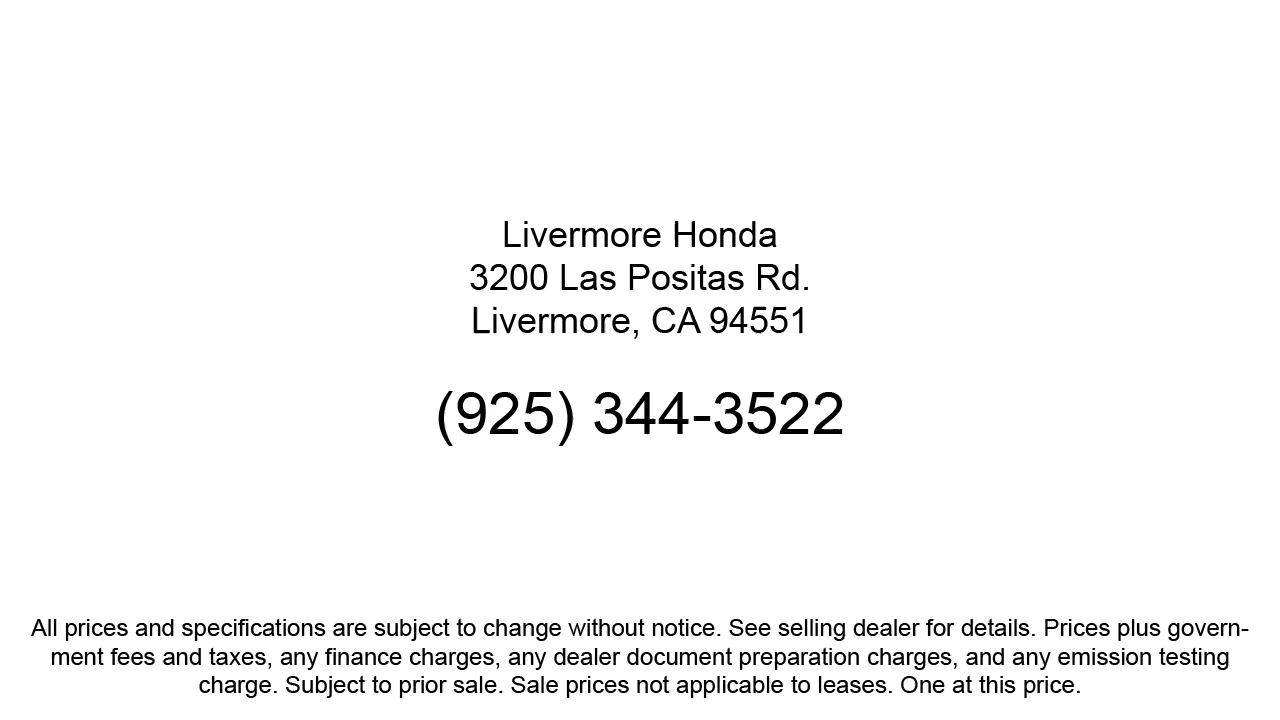 Livermore Honda
3200 Las Positas Rd.
Livermore, CA 94551
(925) 344-3522
All prices and specifications are subject to change without notice. See selling dealer for details. Prices plus govern-
ment fees and taxes, any finance charges, any dealer document preparation charges, and any emission testing
charge. Subject to prior sale. Sale prices not applicable to leases. One at this price.